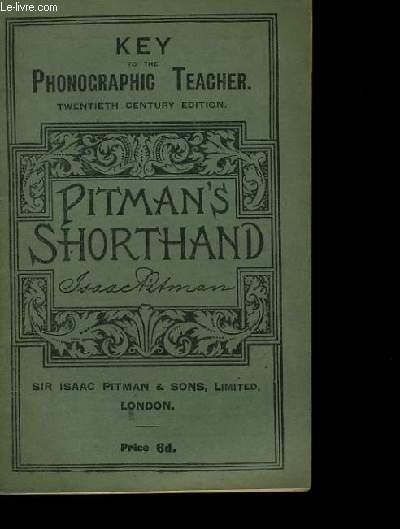 Le-livre.com
KEY
TO THE
PHONOGRAPHIC TEACHER.
TWENTIETH CENTURY EDITION.
PITMAN'S
SHORTHAND
Isaac Pitman
SIR ISAAC PITMAN & SONS, LIMITED,
LONDON.
Price 6d.